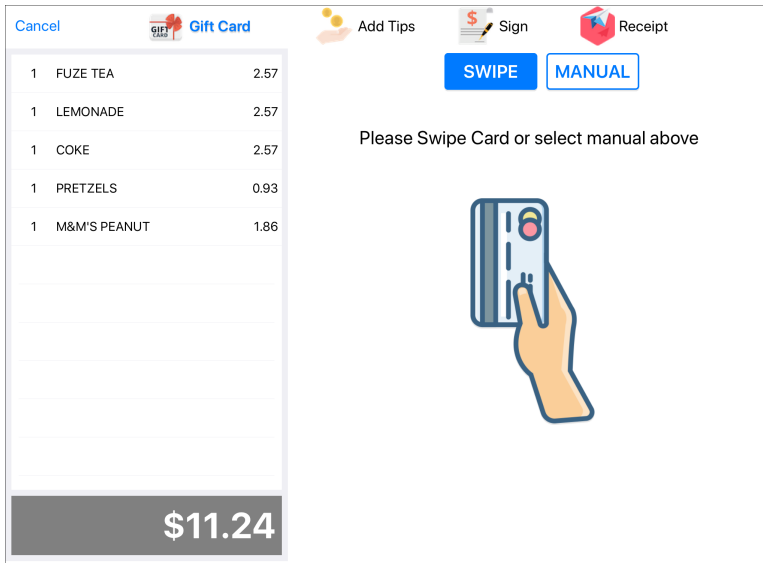 Cancel
GIFT CARD
Gift Card
Add Tips
$
Sign
Receipt
SWIPE
MANUAL
1 FUZE TEA 2.57
1 LEMONADE 2.57
1 COKE 2.57
1 PRETZELS 0.93
1 M&M'S PEANUT 1.86
$11.24
Please Swipe Card or select manual above